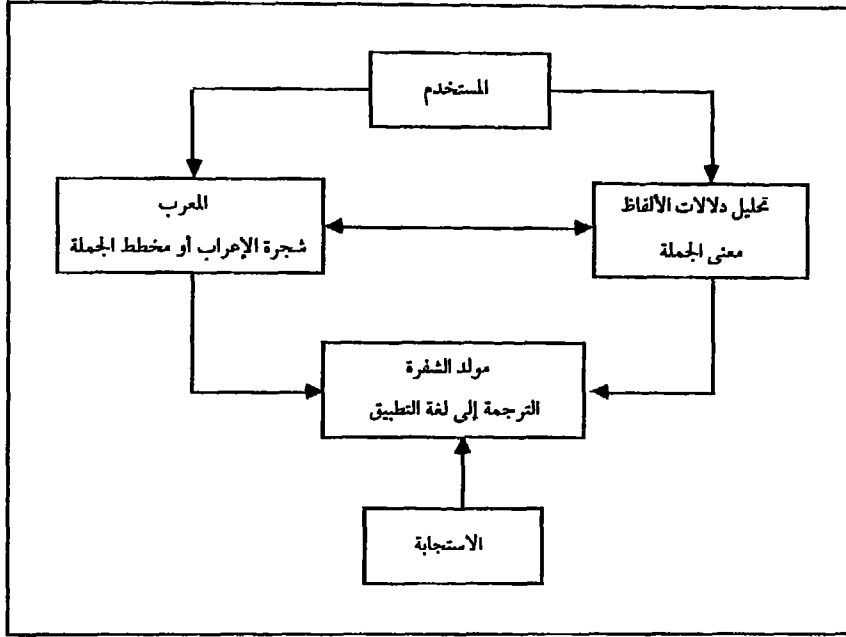 المستخدم
تحليل دلالات الألفاظ
معنى الجملة
المعرب
شجرة الإعراب أو مخطط الجملة
مولد الشفرة
الترجمة إلى لغة التطبيق
الاستجابة